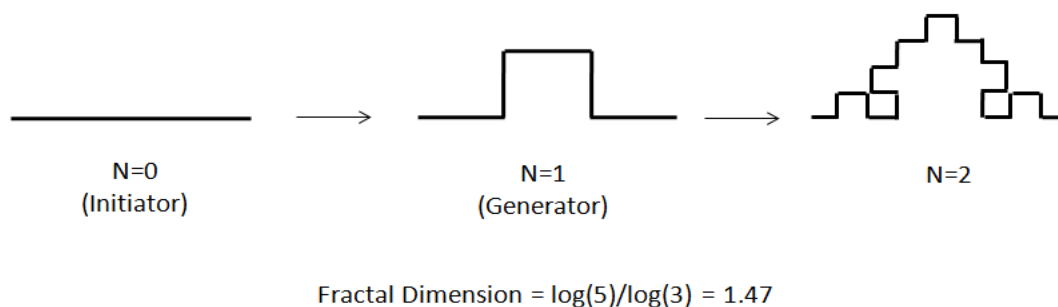 N=0
(Initiator)
N=1
(Generator)
N=2
Fractal Dimension = log(5)/log(3) = 1.47